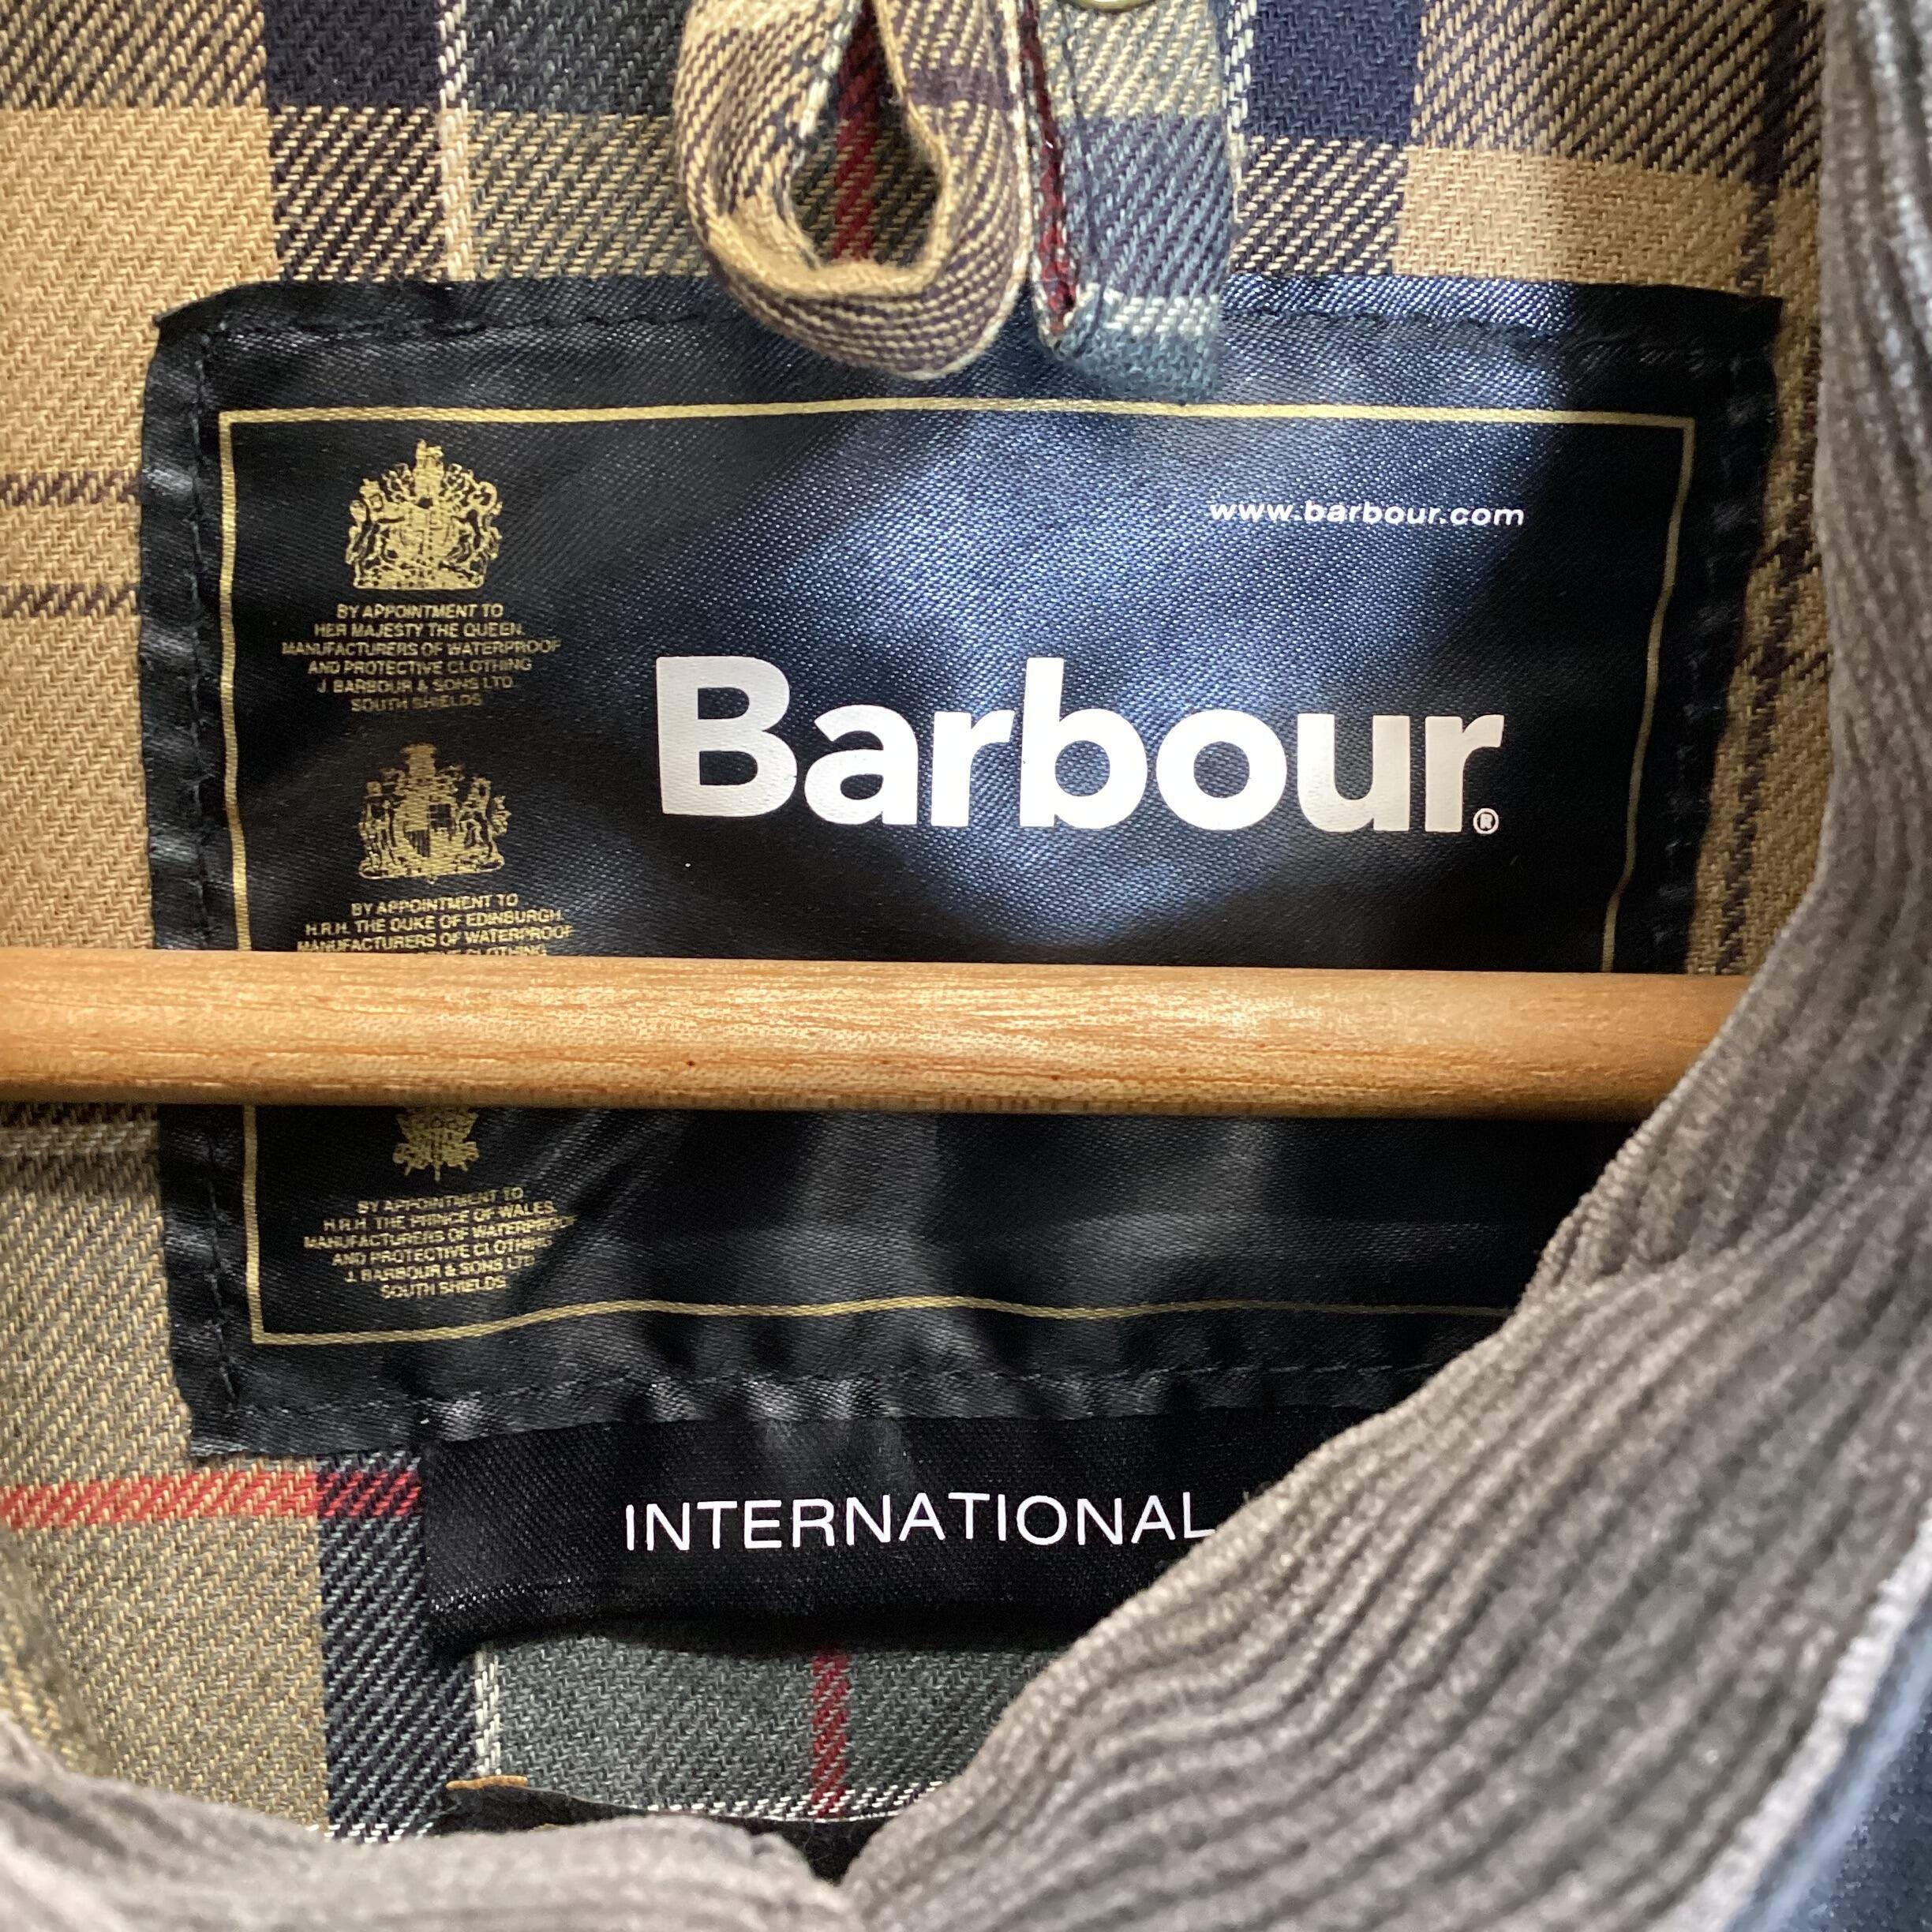 www.barbour.com
BY APPOINTMENT TO
HER MAJESTY THE QUEEN.
MANUFACTURERS OF WATERPROOF
AND PROTECTIVE CLOTHING
J. BARBOUR & SONS LTD.
SOUTH SHIELDS
Barbour®
BY APPOINTMENT TO
H.R.H. THE DUKE OF EDINBURGH.
MANUFACTURERS OF WATERPROOF
CLOTHING
BY APPOINTMENT TO
H.R.H. THE PRINCE OF WALES.
MANUFACTURERS OF WATERPROOF
AND PROTECTIVE CLOTHING
J. BARBOUR & SONS LTD
SOUTH SHIELDS
INTERNATIONAL